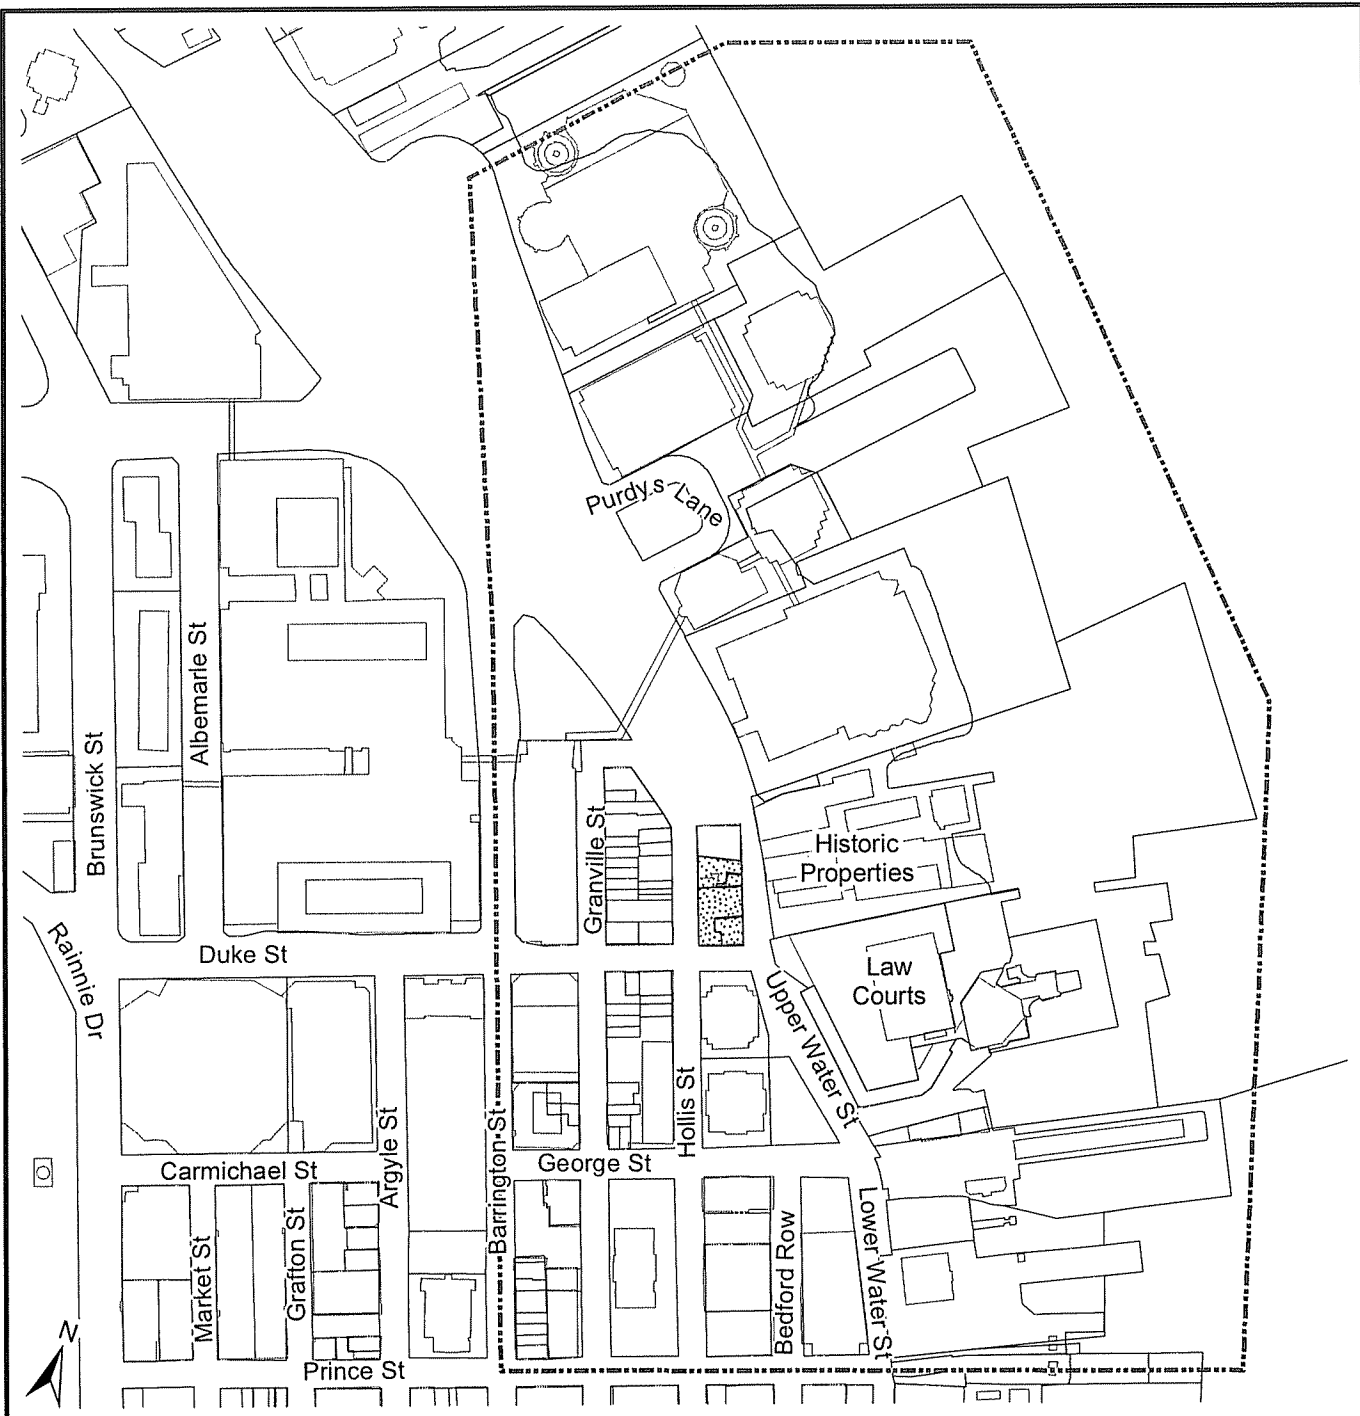 Purdy's Lane
Albemarle St
Brunswick St
Granville St
Historic
Properties
Rainnie Dr
Duke St
Law
Courts
Upper Water St
Hollis St
Argyle St
Barrington St
Carmichael St
George St
Market St
Grafton St
Bedford Row
Lower Water St
Prince St
N